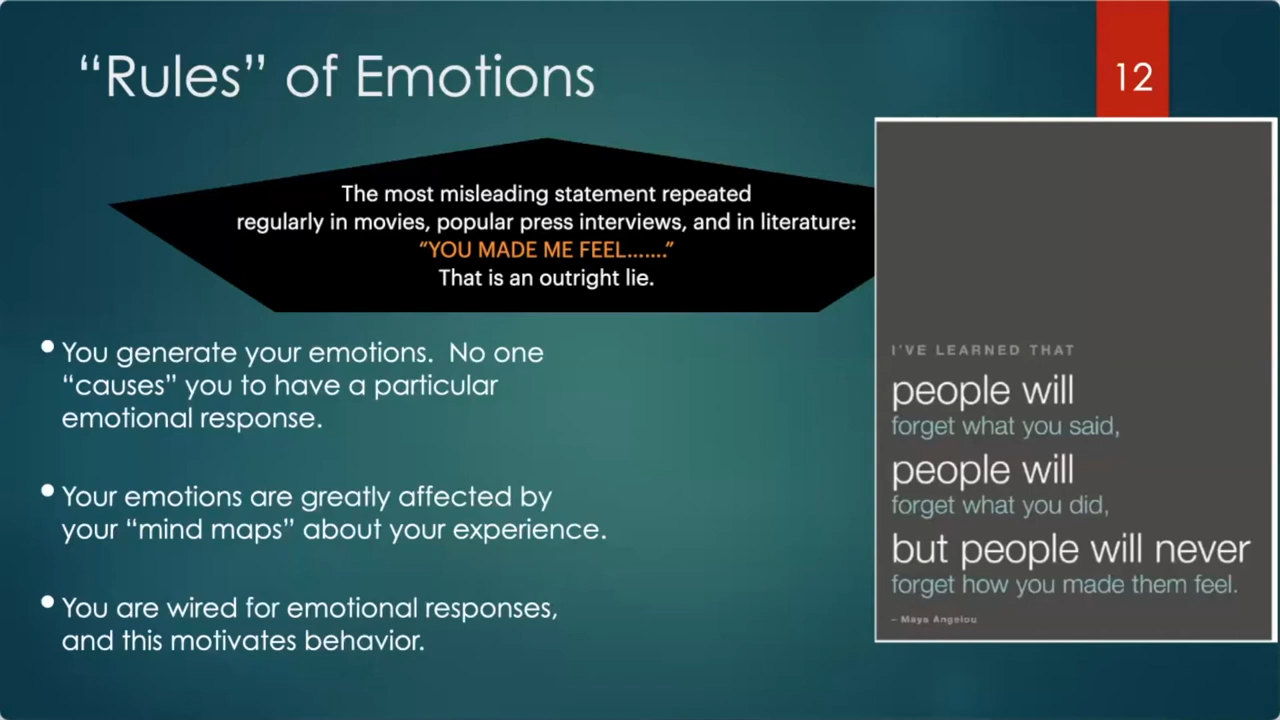 “Rules” of Emotions
12
The most misleading statement repeated
regularly in movies, popular press interviews, and in literature:
“YOU MADE ME FEEL.......”
That is an outright lie.
• You generate your emotions.  No one
“causes” you to have a particular
emotional response.
• Your emotions are greatly affected by
your “mind maps” about your experience.
• You are wired for emotional responses,
and this motivates behavior.
I'VE LEARNED THAT
people will
forget what you said,
people will
forget what you did,
but people will never
forget how you made them feel.
– Maya Angelou